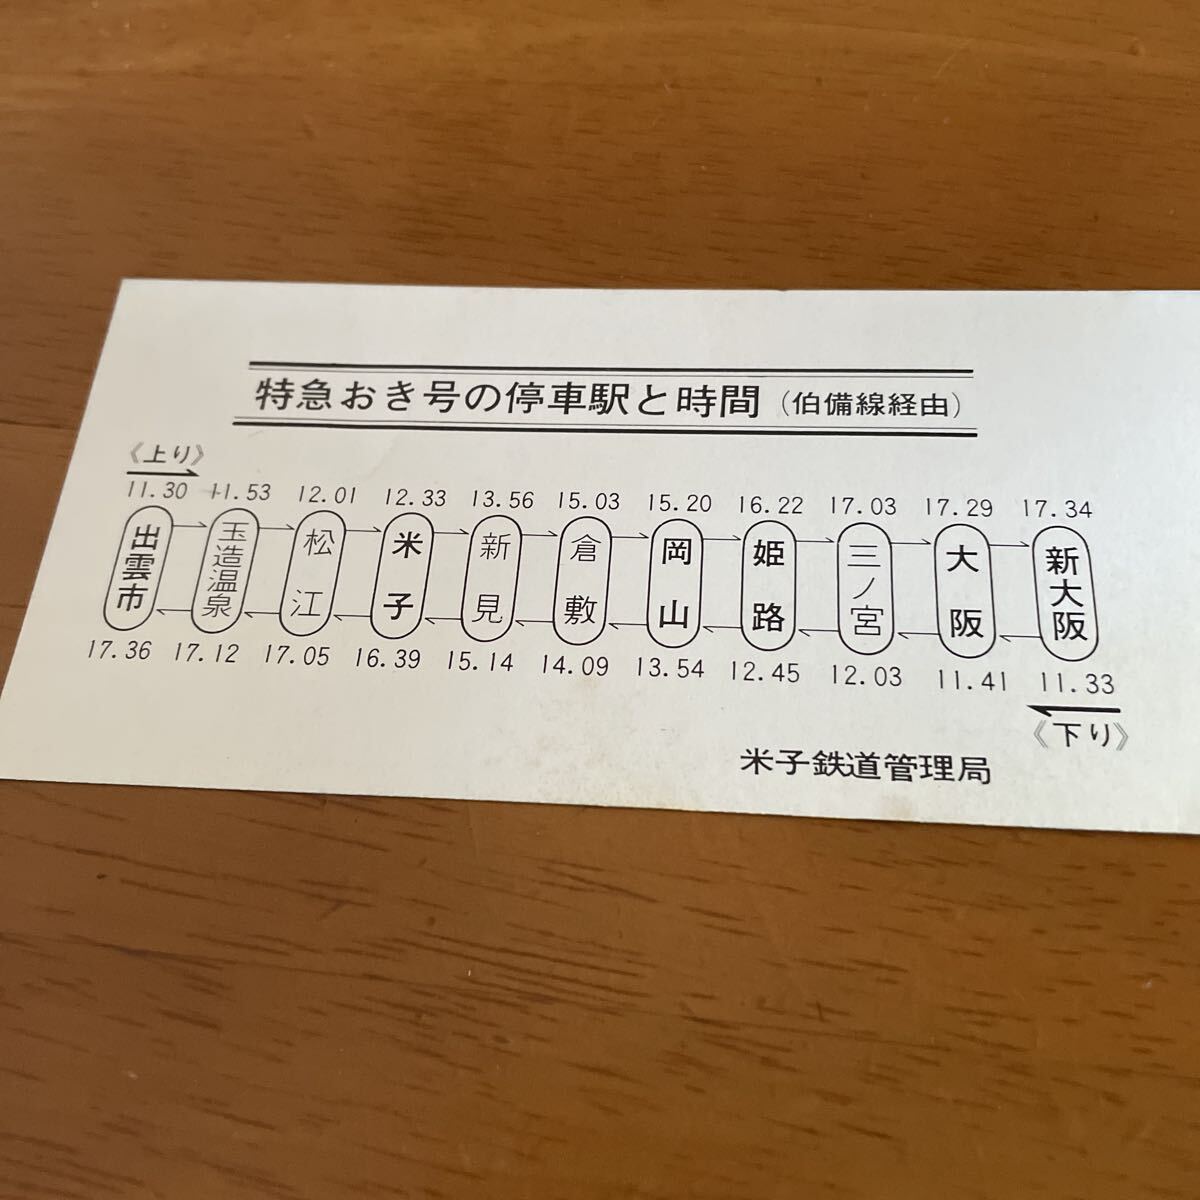 特急おき号の停車駅と時間（伯備線経由）
《上り》
11.30 11.53 12.01 12.33 13.56 15.03 15.20 16.22 17.03 17.29 17.34
出雲市 玉造温泉 松江 米子 新見 倉敷 岡山 姫路 三ノ宮 大阪 新大阪
17.36 17.12 17.05 16.39 15.14 14.09 13.54 12.45 12.03 11.41 11.33
《下り》
米子鉄道管理局